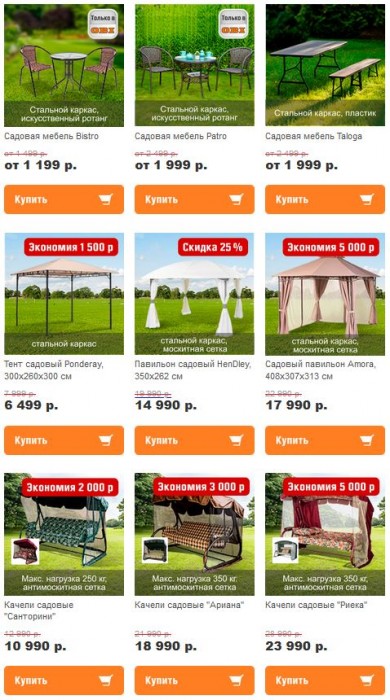 Только в
OBI
Только в
OBI
Стальной каркас,
искусственный ротанг
Стальной каркас,
искусственный ротанг
Стальной каркас, пластик
Садовая мебель Bistro
Садовая мебель Patro
Садовая мебель Taloga
от 1 499 р.
от 2 499 р.
от 2 499 р.
от 1 199 р.
от 1 999 р.
от 1 999 р.
Купить
Купить
Купить
Экономия 1 500 р
Скидка 25 %
Экономия 5 000 р
стальной каркас
стальной каркас,
москитная сетка
стальной каркас,
москитная сетка
Тент садовый Ponderay,
300x260x300 см
Павильон садовый HenDley,
350x262 см
Садовый павильон Amora,
408x307x313 см
7 999 р.
19 990 р.
22 990 р.
6 499 р.
14 990 р.
17 990 р.
Купить
Купить
Купить
Экономия 2 000 р
Экономия 3 000 р
Экономия 5 000 р
Макс. нагрузка 250 кг,
антимоскитная сетка
Макс. нагрузка 350 кг,
антимоскитная сетка
Макс. нагрузка 350 кг,
антимоскитная сетка
Качели садовые
"Санторини"
Качели садовые "Ариана"
Качели садовые "Риека"
12 990 р.
21 990 р.
28 990 р.
10 990 р.
18 990 р.
23 990 р.
Купить
Купить
Купить